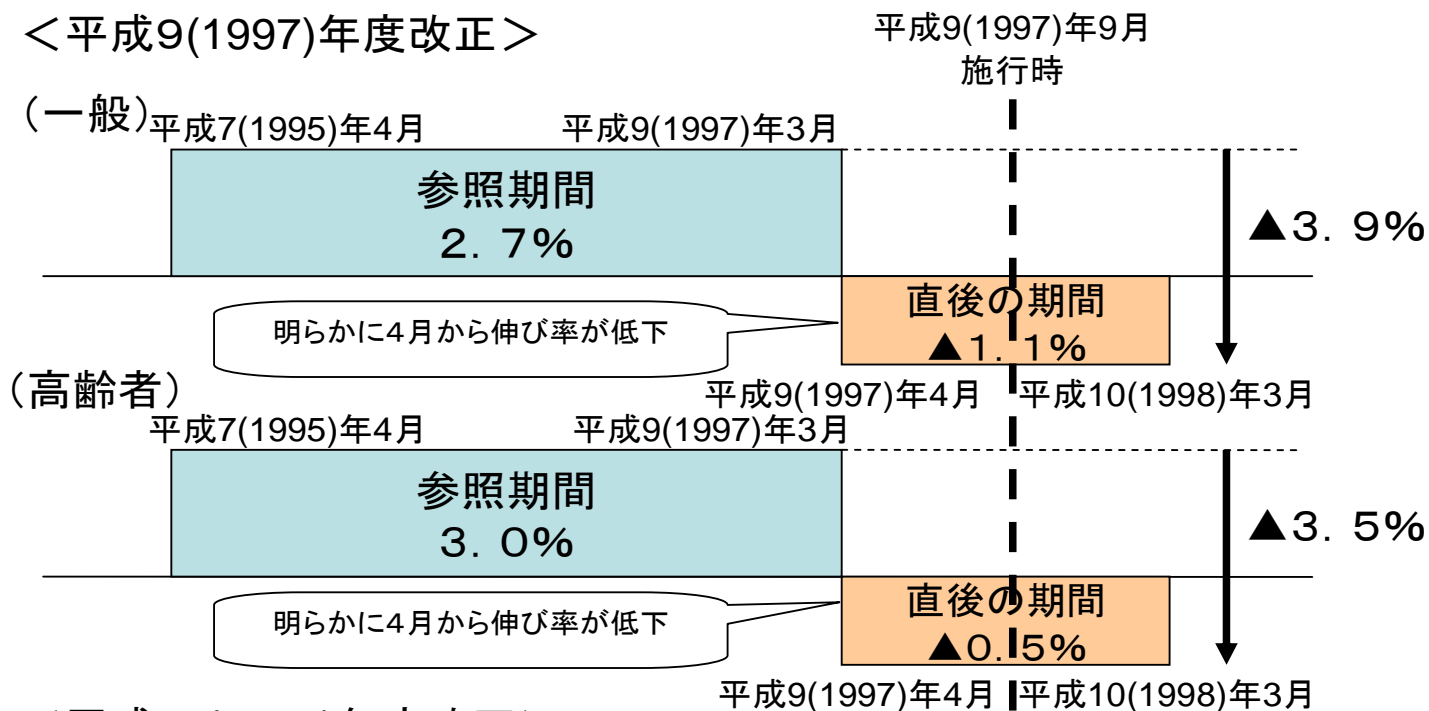 ＜平成9(1997)年度改正＞
平成9(1997)年9月
施行時
（一般）
平成7(1995)年4月
平成9(1997)年3月
参照期間
２．７％
▲３．９％
直後の期間
▲１．１％
明らかに４月から伸び率が低下
平成9(1997)年4月
平成10(1998)年3月
（高齢者）
平成7(1995)年4月
平成9(1997)年3月
参照期間
３．０％
▲３．５％
直後の期間
▲０．５％
明らかに４月から伸び率が低下
平成9(1997)年4月
平成10(1998)年3月